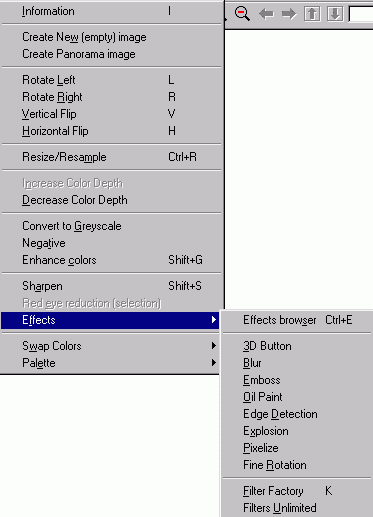 Information I
Create New (empty) image
Create Panorama image
Rotate Left L
Rotate Right R
Vertical Flip V
Horizontal Flip H
Resize/Resample Ctrl+R
Increase Color Depth
Decrease Color Depth
Convert to Greyscale
Negative
Enhance colors Shift+G
Sharpen Shift+S
Red eye reduction (selection)
Effects
Swap Colors
Palette
Effects browser Ctrl+E
3D Button
Blur
Emboss
Oil Paint
Edge Detection
Explosion
Pixelize
Fine Rotation
Filter Factory K
Filters Unlimited